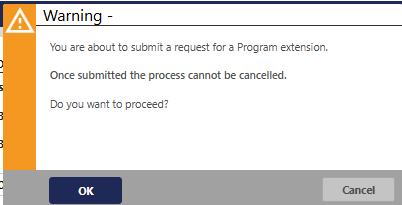 Warning -
You are about to submit a request for a Program extension.
Once submitted the process cannot be cancelled.
Do you want to proceed?
OK
Cancel